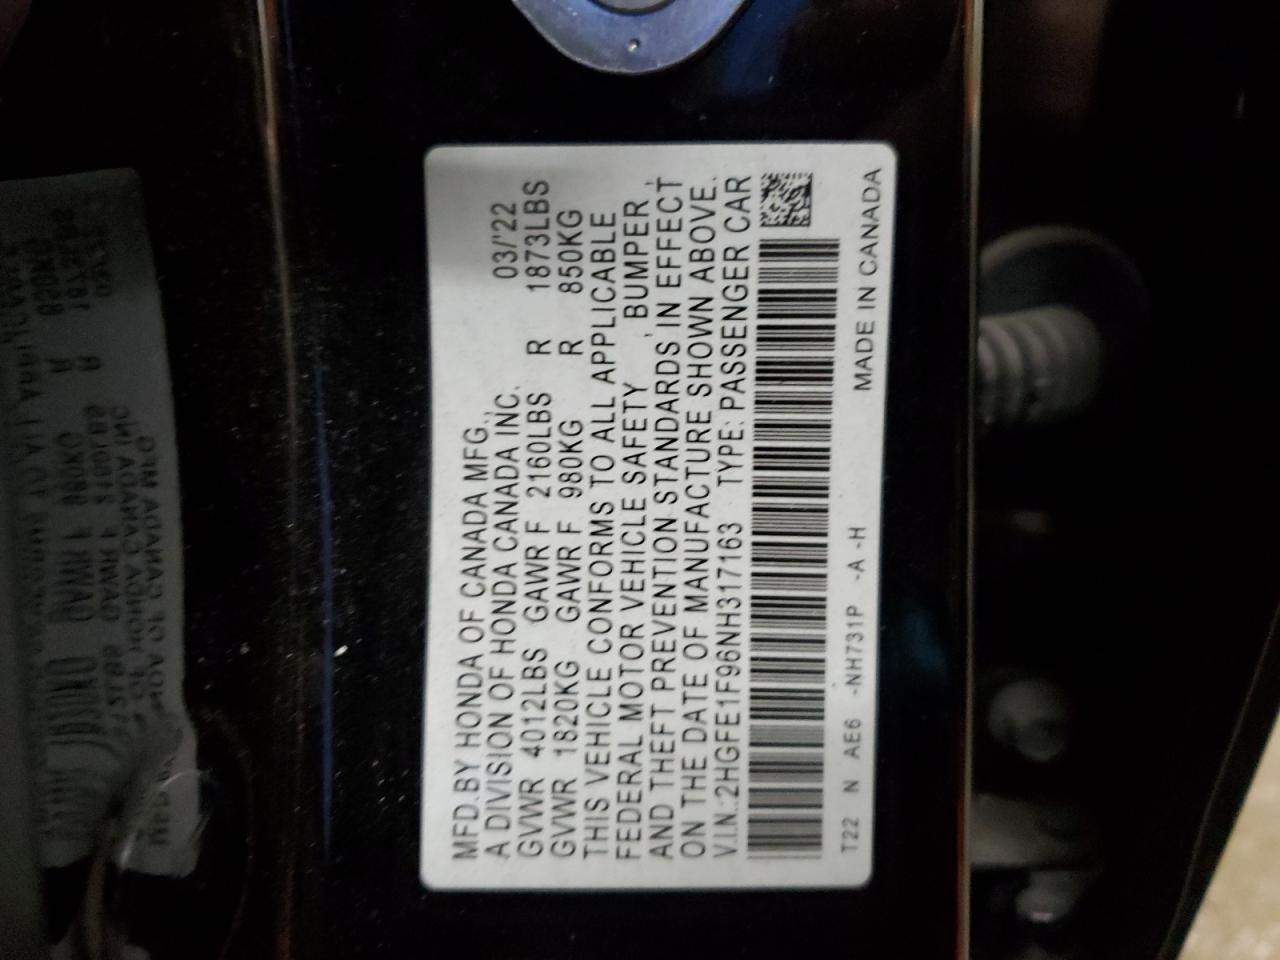 MFD.BY HONDA OF CANADA MFG.,
A DIVISION OF HONDA CANADA INC. 03/'22
GVWR 4012LBS GAWR F 2160LBS R 1873LBS
GVWR 1820KG GAWR F 980KG R 850KG
THIS VEHICLE CONFORMS TO ALL APPLICABLE
FEDERAL MOTOR VEHICLE SAFETY , BUMPER ,
AND THEFT PREVENTION STANDARDS IN EFFECT
ON THE DATE OF MANUFACTURE SHOWN ABOVE.
V.I.N.:2HGFE1F96NH317163 TYPE: PASSENGER CAR
T22 N AE6 -NH731P -A -H MADE IN CANADA